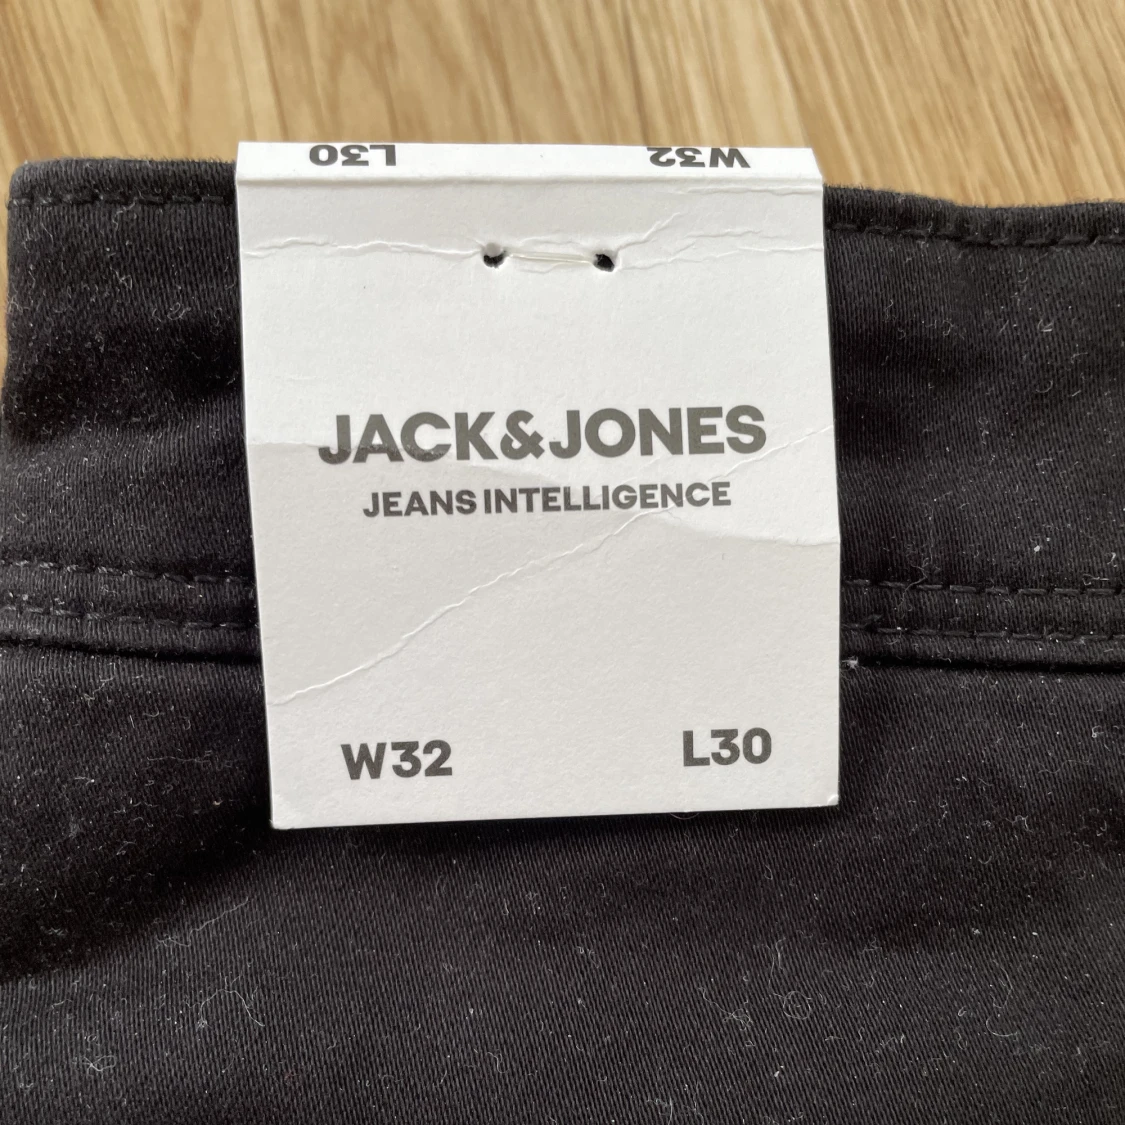 L30 W32
JACK&JONES
JEANS INTELLIGENCE
W32 L30